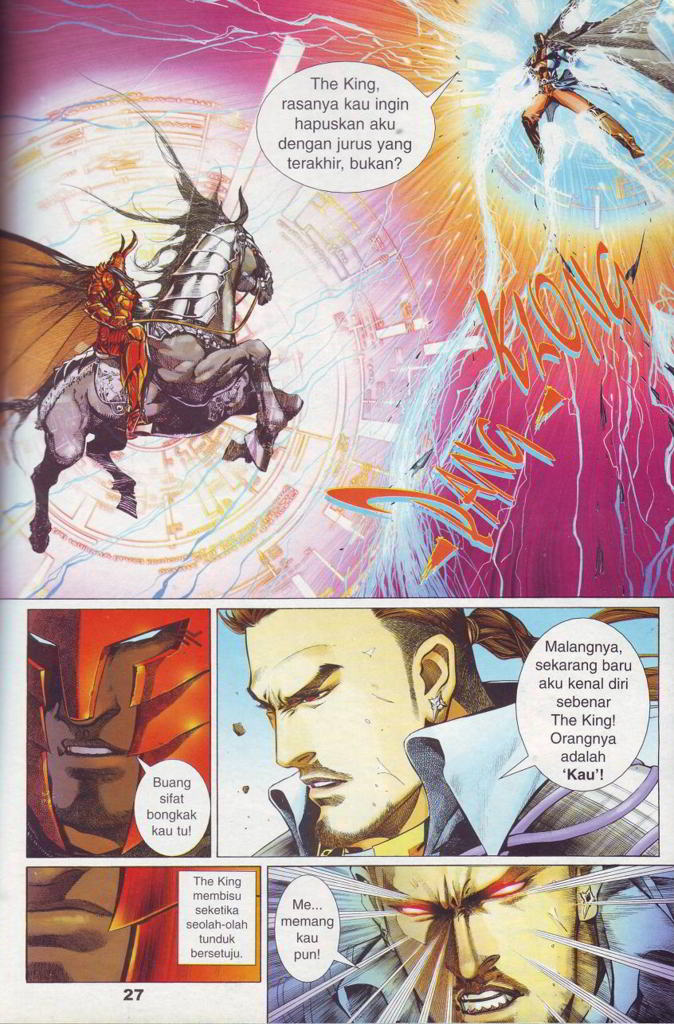 The King,
rasanya kau ingin
hapuskan aku
dengan jurus yang
terakhir, bukan?
KLONG
DANG
Buang
sifat
bongkak
kau tu!
Malangnya,
sekarang baru
aku kenal diri
sebenar
The King!
Orangnya
adalah
'Kau'!
The King
membisu
seketika
seolah-olah
tunduk
bersetuju.
Me...
memang
kau
pun!
27